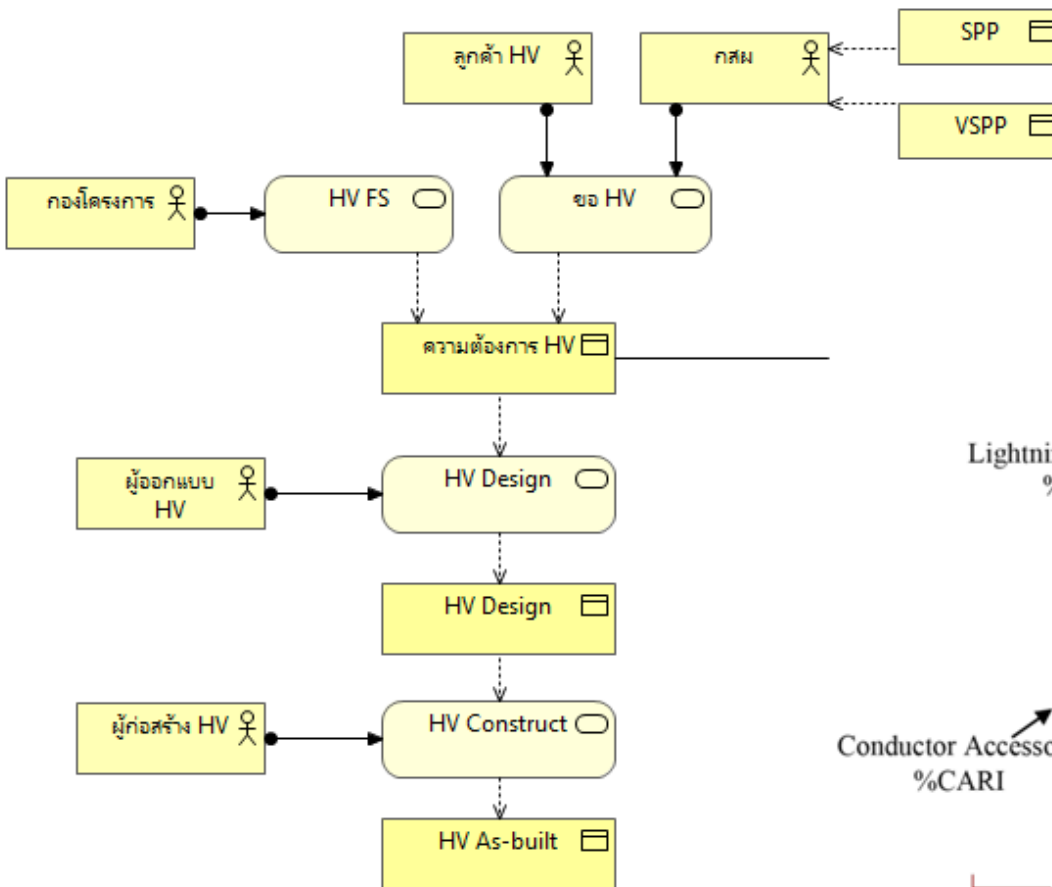 SPP
ลูกค้า HV
กสผ
VSPP
กองโครงการ
HV FS
ขอ HV
ความต้องการ HV
ผู้ออกแบบ
HV
HV Design
HV Design
ผู้ก่อสร้าง HV
HV Construct
Conductor
%CARI
HV As-built